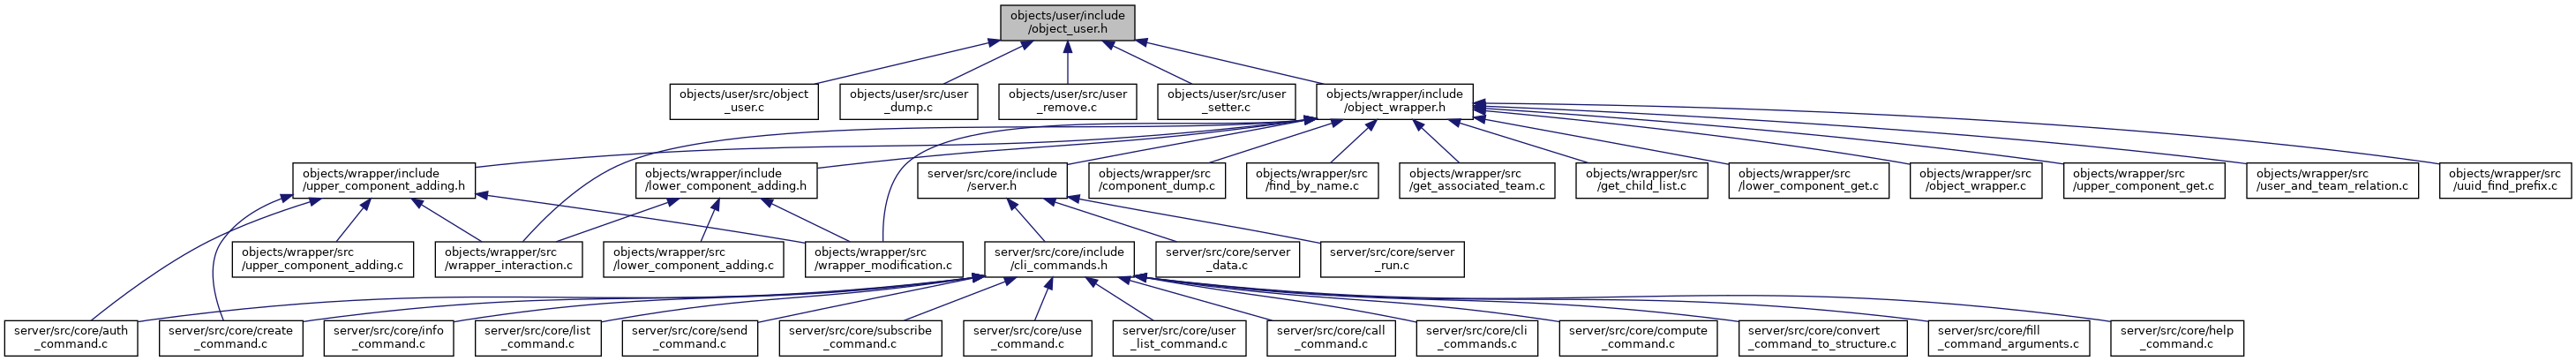 objects/user/include
/object_user.h
objects/user/src/object
_user.c
objects/user/src/user
_dump.c
objects/user/src/user
_remove.c
objects/user/src/user
_setter.c
objects/wrapper/include
/object_wrapper.h
objects/wrapper/include
/upper_component_adding.h
objects/wrapper/include
/lower_component_adding.h
server/src/core/include
/server.h
objects/wrapper/src
/component_dump.c
objects/wrapper/src
/find_by_name.c
objects/wrapper/src
/get_associated_team.c
objects/wrapper/src
/get_child_list.c
objects/wrapper/src
/lower_component_get.c
objects/wrapper/src
/object_wrapper.c
objects/wrapper/src
/upper_component_get.c
objects/wrapper/src
/user_and_team_relation.c
objects/wrapper/src
/uuid_find_prefix.c
objects/wrapper/src
/upper_component_adding.c
objects/wrapper/src
/wrapper_interaction.c
objects/wrapper/src
/lower_component_adding.c
objects/wrapper/src
/wrapper_modification.c
server/src/core/include
/cli_commands.h
server/src/core/server
_data.c
server/src/core/server
_run.c
server/src/core/auth
_command.c
server/src/core/create
_command.c
server/src/core/info
_command.c
server/src/core/list
_command.c
server/src/core/send
_command.c
server/src/core/subscribe
_command.c
server/src/core/use
_command.c
server/src/core/user
_list_command.c
server/src/core/call
_command.c
server/src/core/cli
_commands.c
server/src/core/compute
_command.c
server/src/core/convert
_command_to_structure.c
server/src/core/fill
_command_arguments.c
server/src/core/help
_command.c